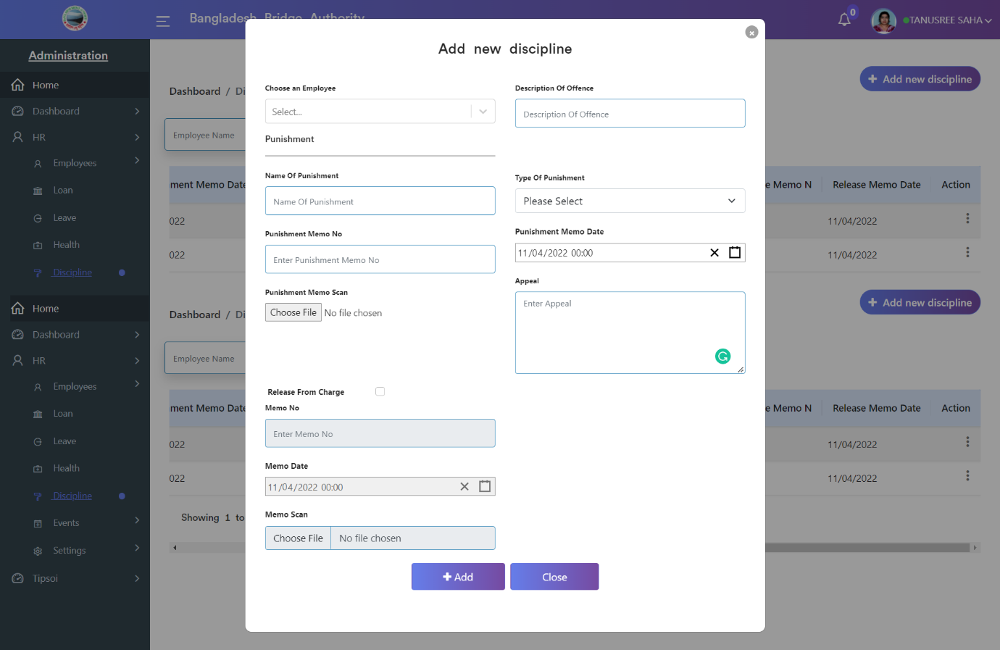 Bangladesh Bridge Authority
0
TANUSREE SAHA
Administration
Home
Dashboard
HR
Employees
Loan
Leave
Health
Discipline
Home
Dashboard
HR
Employees
Loan
Leave
Health
Discipline
Events
Settings
Tipsoi
Dashboard / Di
Add new discipline
Employee Name
ment Memo Date
e Memo N
Release Memo Date
Action
022
11/04/2022
022
11/04/2022
Dashboard / Di
Add new discipline
Employee Name
ment Memo Date
e Memo N
Release Memo Date
Action
022
11/04/2022
022
11/04/2022
Showing 1 to
Add new discipline
Choose an Employee
Select...
Description Of Offence
Description Of Offence
Punishment
Name Of Punishment
Name Of Punishment
Type Of Punishment
Please Select
Punishment Memo No
Enter Punishment Memo No
Punishment Memo Date
11/04/2022 00:00
Punishment Memo Scan
Choose File No file chosen
Appeal
Enter Appeal
Release From Charge
Memo No
Enter Memo No
Memo Date
11/04/2022 00:00
Memo Scan
Choose File No file chosen
Add
Close